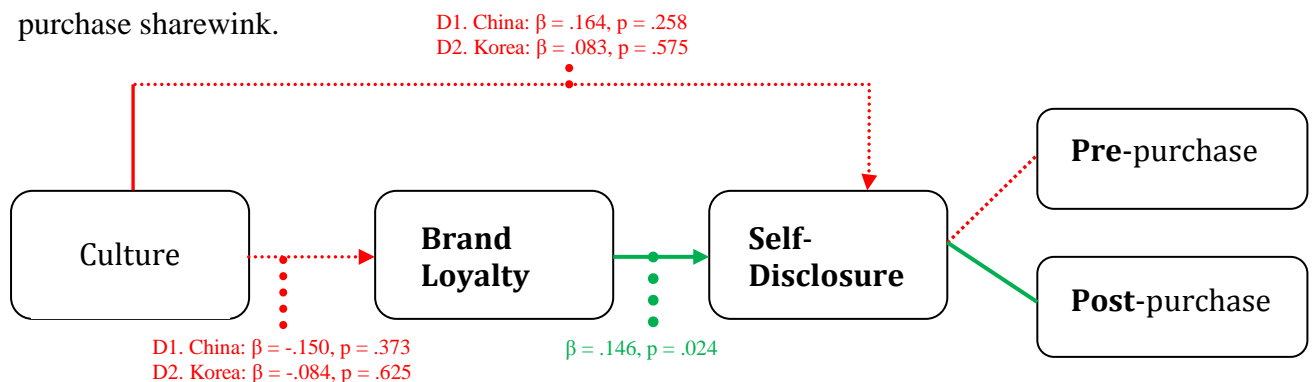 purchase sharewink.
D1. China: β = .164, p = .258
D2. Korea: β = .083, p = .575
Pre-purchase
Culture
Brand
Loyalty
Self-
Disclosure
Post-purchase
D1. China: β = -.150, p = .373
D2. Korea: β = -.084, p = .625
β = .146, p = .024